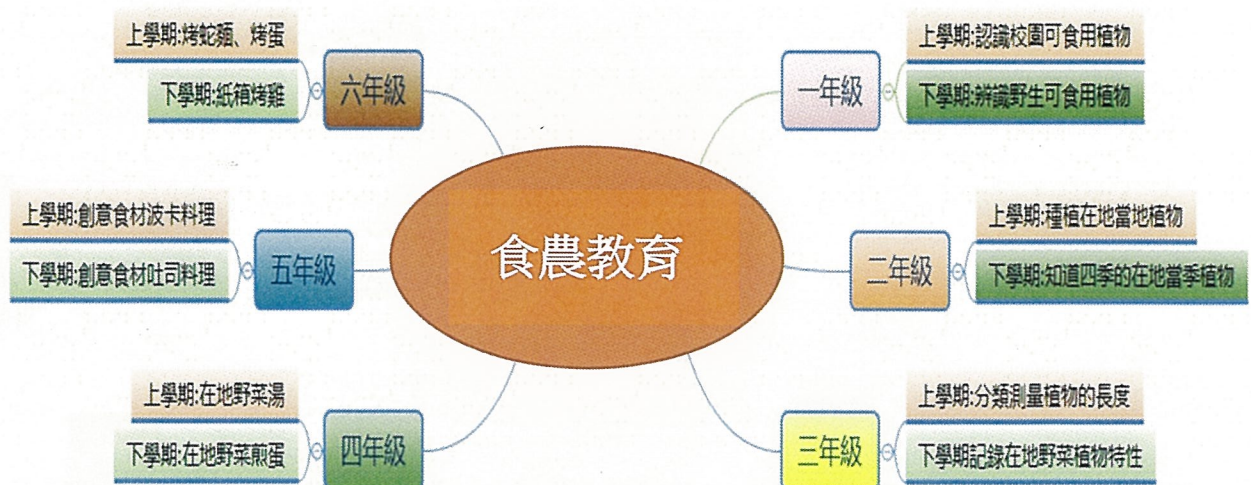 食農教育
一年級
上學期:認識校園可食用植物
下學期:辨識野生可食用植物
二年級
上學期:種植在地當地植物
下學期:知道四季的在地當季植物
三年級
上學期:分類測量植物的長度
下學期記錄在地野菜植物特性
四年級
上學期:在地野菜湯
下學期:在地野菜煎蛋
五年級
上學期:創意食材波卡料理
下學期:創意食材吐司料理
六年級
上學期:烤蛇麵、烤蛋
下學期:紙箱烤雞